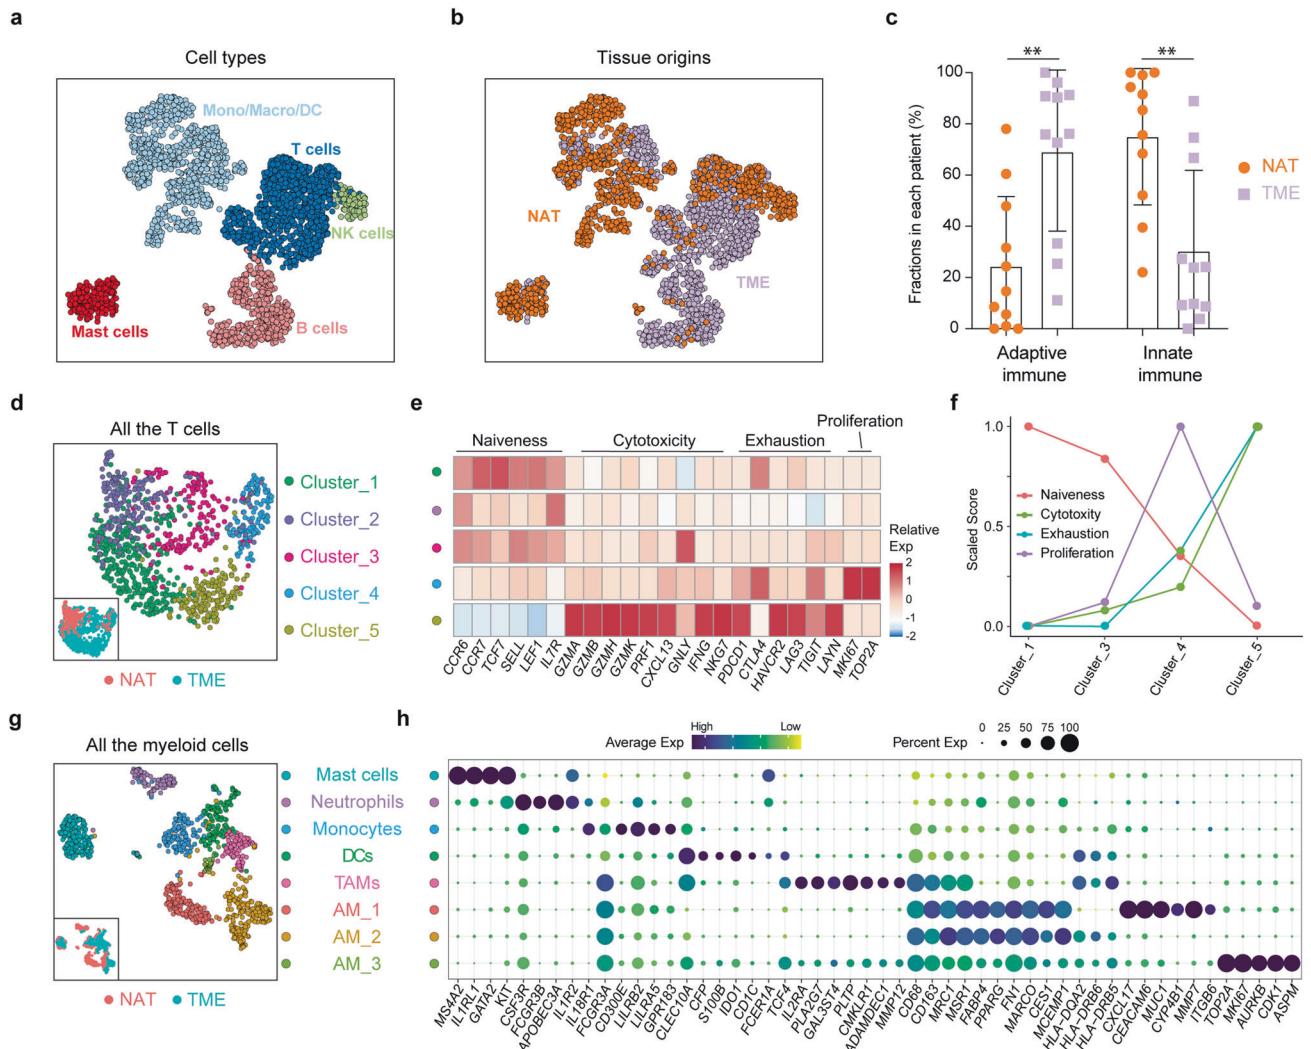 a
Cell types
Mono/Macro/DC
T cells
NK cells
Mast cells
B cells
b
Tissue origins
NAT
TME
c
**
**
Fractions in each patient (%)
100
80
60
40
20
0
Adaptive immune
Innate immune
NAT
TME
d
All the T cells
Cluster_1
Cluster_2
Cluster_3
Cluster_4
Cluster_5
NAT
TME
e
Naiveness
Cytotoxicity
Exhaustion
Proliferation
Relative
Exp
2
1
0
-1
-2
CCR6
CCR7
TCF7
SELL
LEF1
IL7R
GZMA
GZMB
GZMH
GZMK
PRF1
CXCL13
GNLY
IFNG
NKG7
PDCD1
CTLA4
HAVCR2
LAG3
TIGIT
LAYN
MKI67
TOP2A
f
Scaled Score
1.0
0.5
0.0
Naiveness
Cytotoxity
Exhaustion
Proliferation
Cluster_1
Cluster_3
Cluster_4
Cluster_5
g
All the myeloid cells
Mast cells
Neutrophils
Monocytes
DCs
TAMs
AM_1
AM_2
AM_3
NAT
TME
h
Average Exp
High
Low
Percent Exp
0
25
50
75
100
MS4A2
IL1RL1
GATA2
KIT
CSF3R
FCGR3B
APOBEC3A
IL1R2
IL18R1
FCGR3A
CD300E
LILRB2
LILRA5
GPR183
CLEC10A
CFP
S100B
IDO1
CD1C
FCER1A
TCF4
IL3RA
PLA2G7
GAL3ST4
PLTP
CMKLR1
ADAMDEC1
MMP12
CD68
CD163
MRC1
MSR1
FABP4
PPARG
FN1
MARCO
CES1
MCEMP1
HLA-DQA2
HLA-DRB6
HLA-DRB5
CXCL17
CEACAM6
MUC1
CYP4B1
MMP7
ITGB6
TOP2A
MKI67
AURKB
CDK1
ASPM